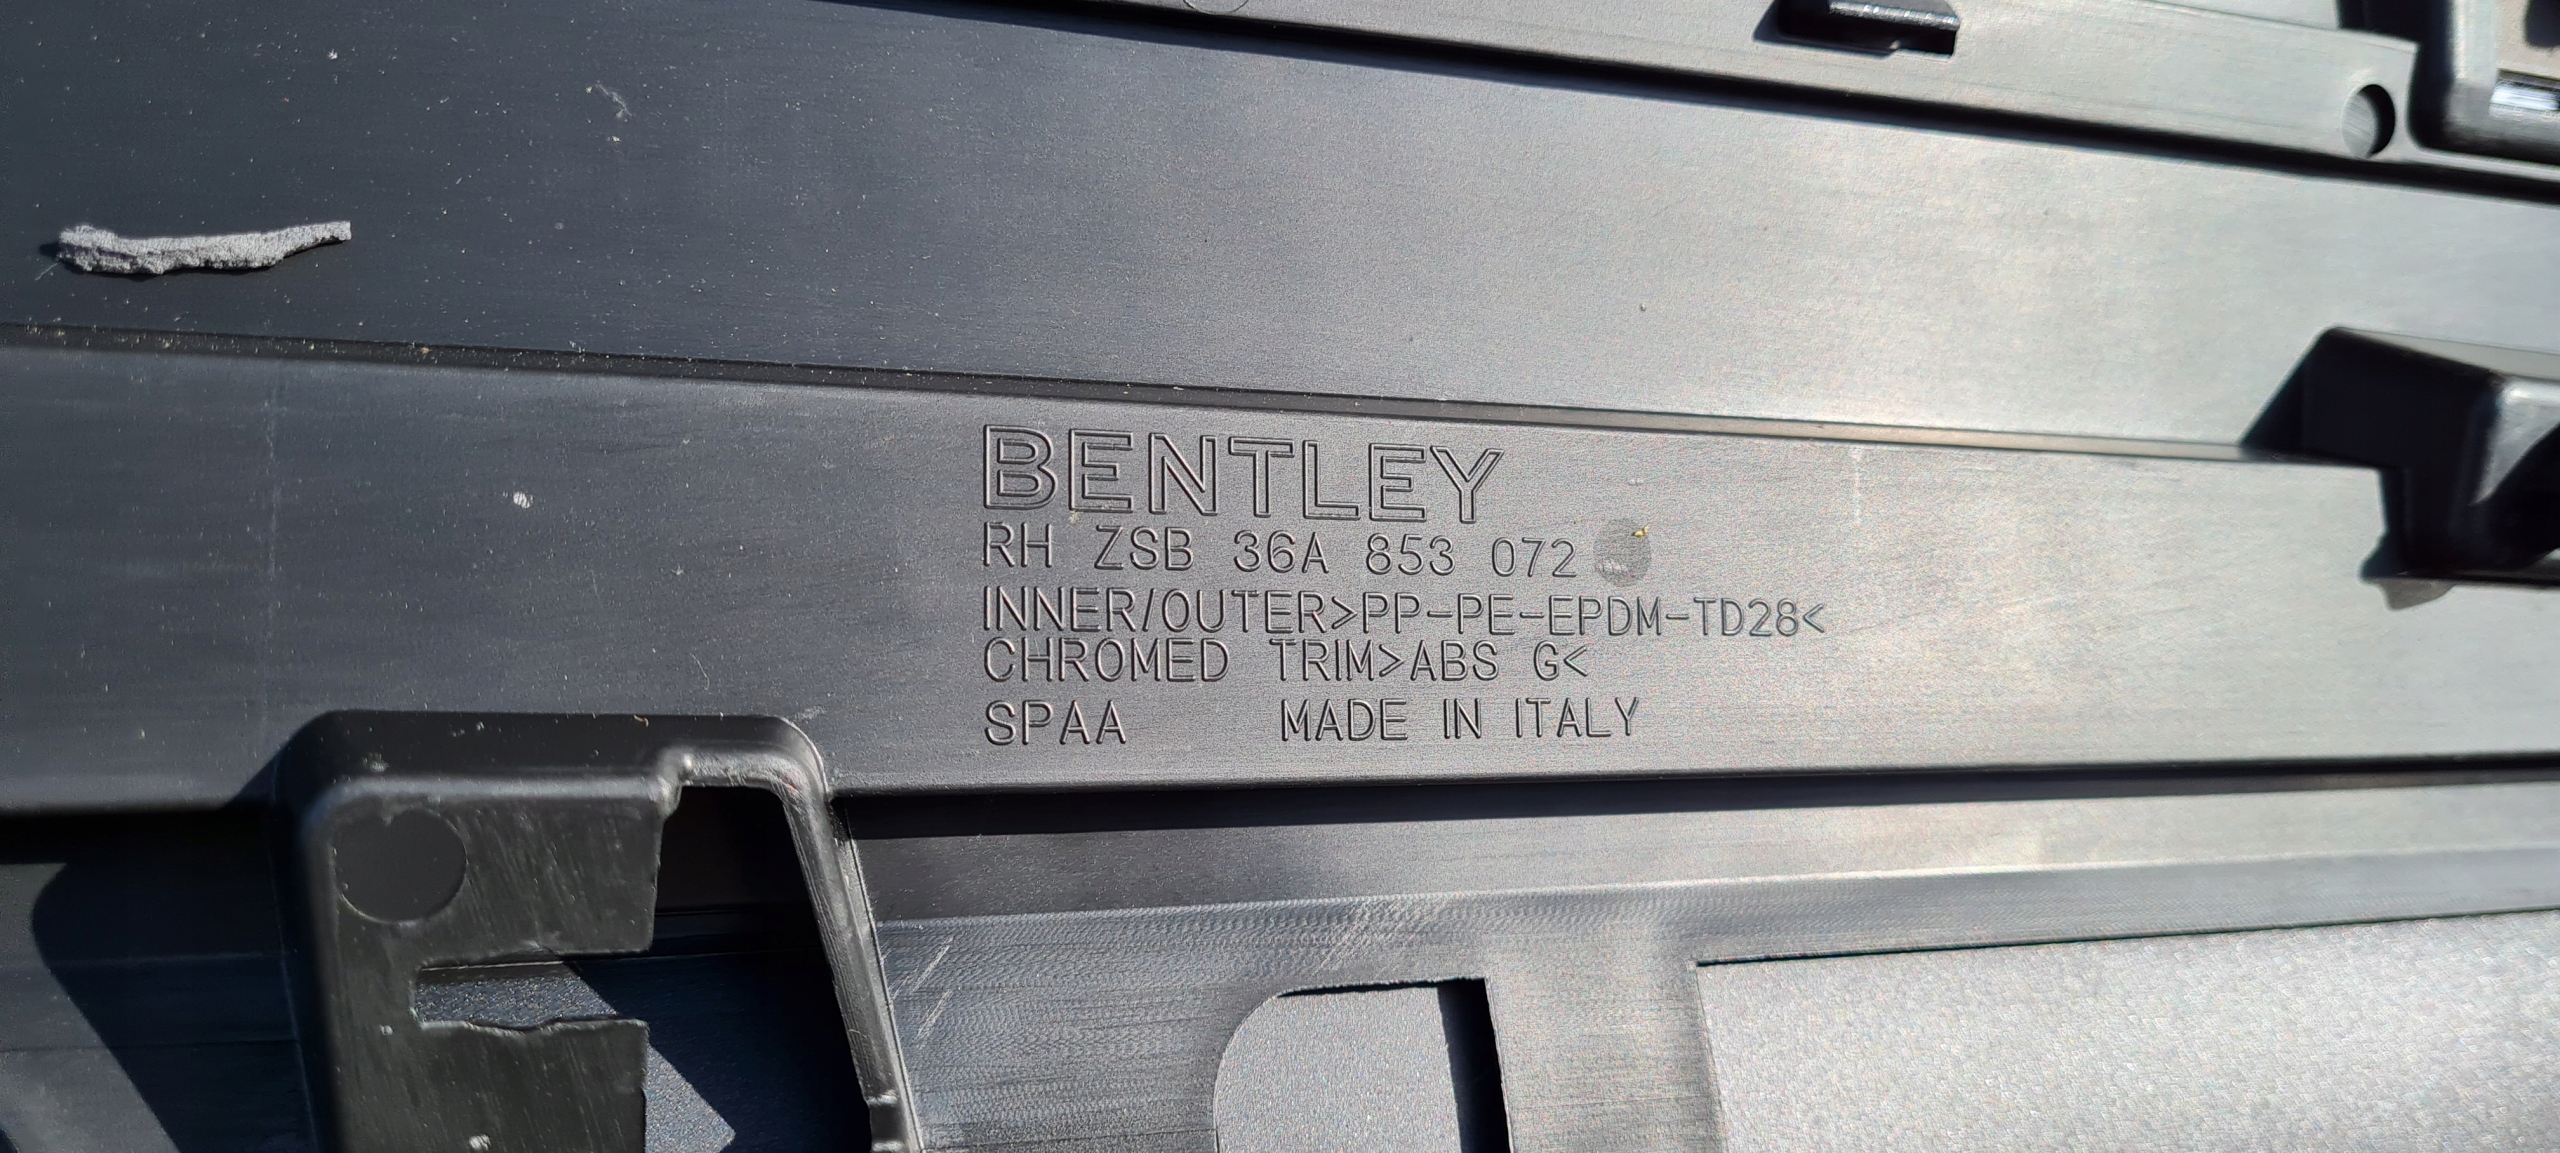 BENTLEY
RH ZSB 36A 853 072
INNER/OUTER>PP-PE-EPDM-TD28<
CHROMED TRIM>ABS G<
SPAA MADE IN ITALY